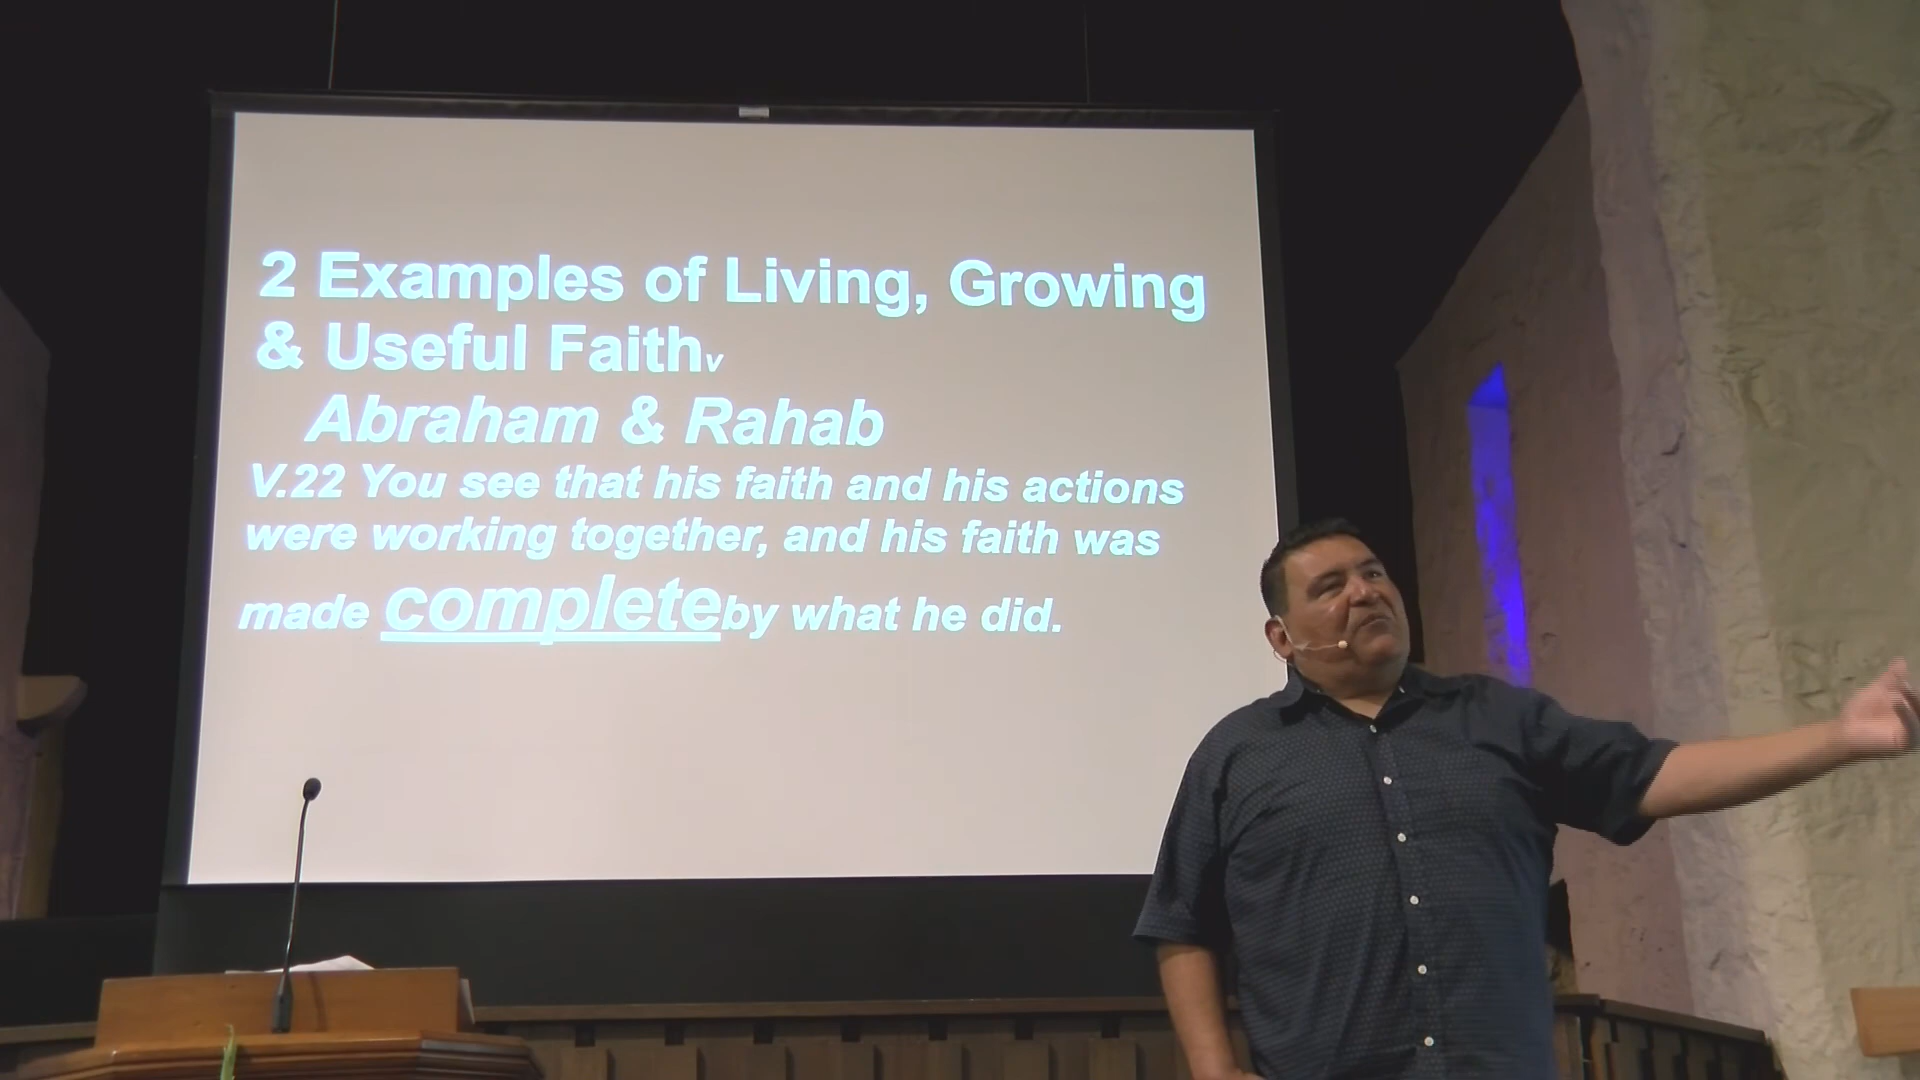 2 Examples of Living, Growing
& Useful Faithv
Abraham & Rahab
V.22 You see that his faith and his actions
were working together, and his faith was
made completeby what he did.